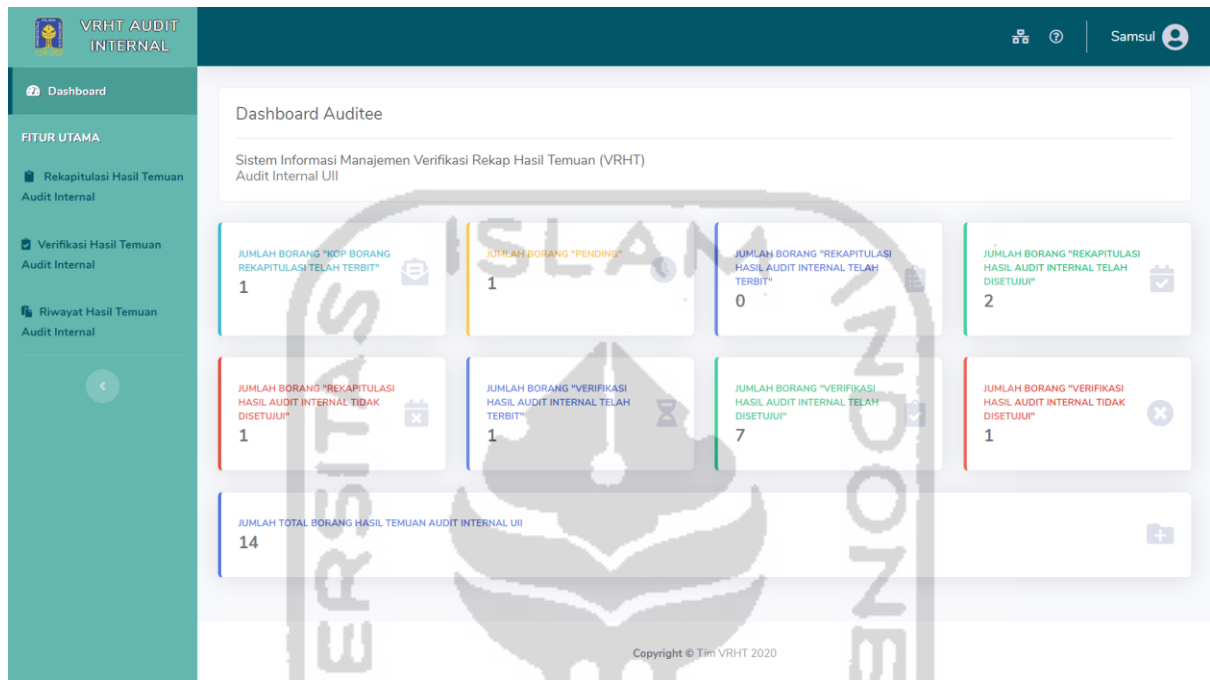 VRHT AUDIT
INTERNAL
Samsul
Dashboard
FITUR UTAMA
Rekapitulasi Hasil Temuan
Audit Internal
Verifikasi Hasil Temuan
Audit Internal
Riwayat Hasil Temuan
Audit Internal
Dashboard Auditee
Sistem Informasi Manajemen Verifikasi Rekap Hasil Temuan (VRHT)
Audit Internal UII
JUMLAH BORANG "KOP BORANG
REKAPITULASI TELAH TERBIT"
1
JUMLAH BORANG "PENDING"
1
JUMLAH BORANG "REKAPITULASI
HASIL AUDIT INTERNAL TELAH
TERBIT"
0
JUMLAH BORANG "REKAPITULASI
HASIL AUDIT INTERNAL TELAH
DISETUJUI"
2
JUMLAH BORANG "REKAPITULASI
HASIL AUDIT INTERNAL TIDAK
DISETUJUI"
1
JUMLAH BORANG "VERIFIKASI
HASIL AUDIT INTERNAL TELAH
TERBIT"
1
JUMLAH BORANG "VERIFIKASI
HASIL AUDIT INTERNAL TELAH
DISETUJUI"
7
JUMLAH BORANG "VERIFIKASI
HASIL AUDIT INTERNAL TIDAK
DISETUJUI"
1
JUMLAH TOTAL BORANG HASIL TEMUAN AUDIT INTERNAL UII
14
Copyright © Tim VRHT 2020
ERSITAS ISLAM INDONE